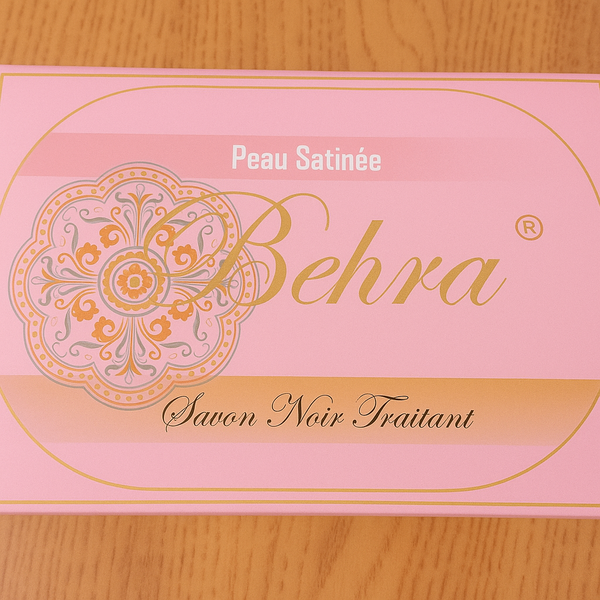 Peau Satinée
Behra ®
Savon Noir Traitant